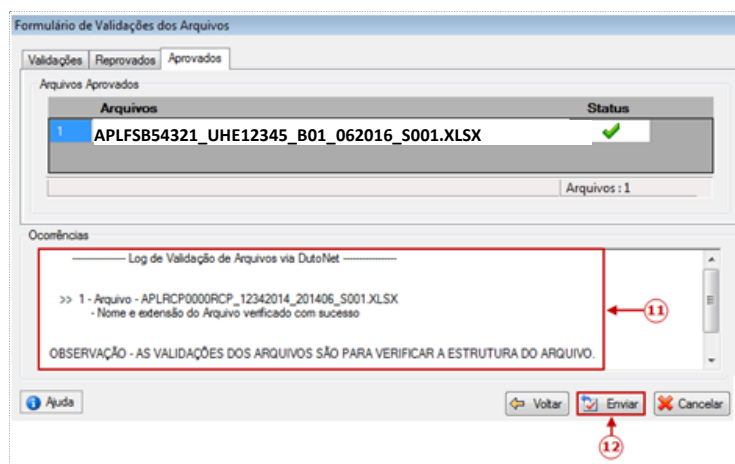 Formulário de Validações dos Arquivos
Validações Reprovados Aprovados
Arquivos Aprovados
Arquivos Status
1 APLFSB54321_UHE12345_B01_062016_S001.XLSX
Arquivos : 1
Ocorrências
-------------- Log de Validação de Arquivos via DutoNet --------------
>> 1 - Arquivo - APLRCP0000RCP_12342014_201406_S001.XLSX
- Nome e extensão do Arquivo verificado com sucesso
OBSERVAÇÃO - AS VALIDAÇÕES DOS ARQUIVOS SÃO PARA VERIFICAR A ESTRUTURA DO ARQUIVO.
11
Ajuda Voltar Enviar Cancelar
12